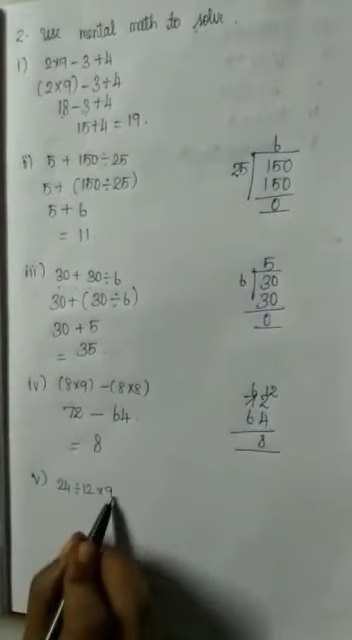 2. Use mental math to solve.
i) 2×9 - 3+4
(2×9) - 3+4
18 - 3+4
15+4 = 19.
ii) 5 + 150÷25
5+ (150÷25)
5 + 6
= 11
6
25 150
150
0
iii) 30 + 30÷6
30+ (30÷6)
30 + 5
= 35
5
6 30
30
0
iv) (8×9) - (8×8)
72 - 64
= 8
6 12
72
64
8
v) 24÷12×9